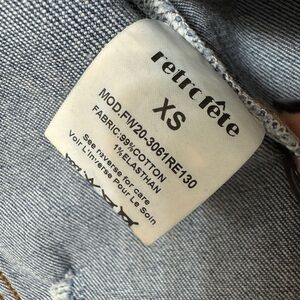 retrofête
XS
MOD.FW20-3061RE130
FABRIC:99%COTTON
1%ELASTHAN
See reverse for care
Voir L'inverse Pour Le Soin